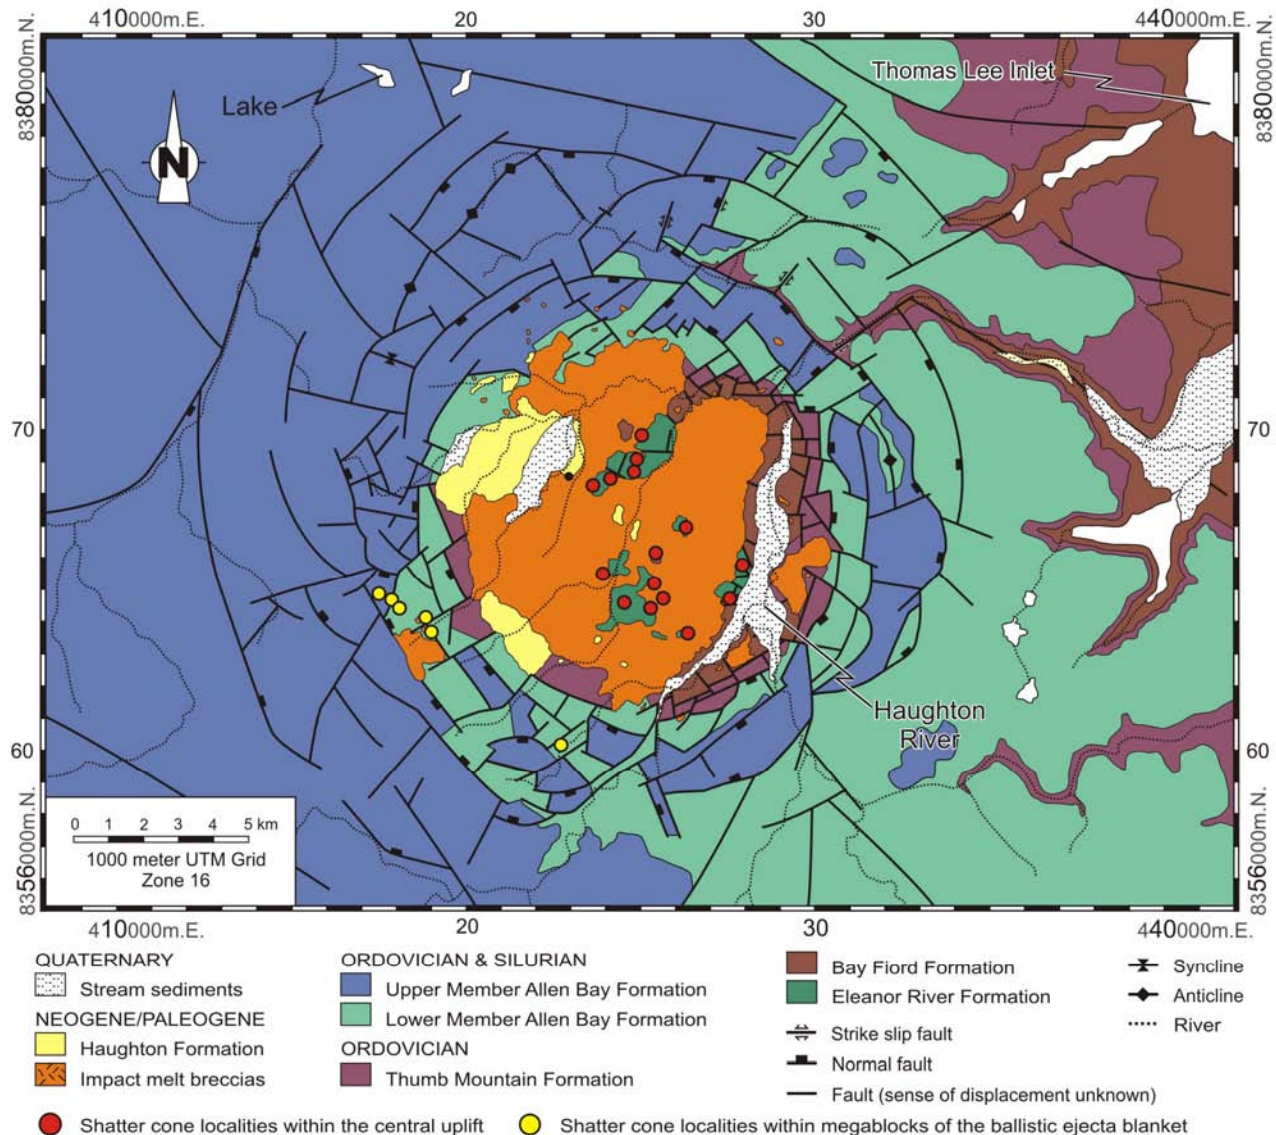 410000m.E.
20
30
440000m.E.
8380000m.N.
8380000m.N.
Thomas Lee Inlet
Lake
N
70
70
Haughton
River
60
60
8356000m.N.
8356000m.N.
0 1 2 3 4 5 km
1000 meter UTM Grid
Zone 16
410000m.E.
20
30
440000m.E.
QUATERNARY
Stream sediments
NEOGENE/PALEOGENE
Haughton Formation
Impact melt breccias
ORDOVICIAN & SILURIAN
Upper Member Allen Bay Formation
Lower Member Allen Bay Formation
ORDOVICIAN
Thumb Mountain Formation
Bay Fiord Formation
Eleanor River Formation
Strike slip fault
Normal fault
Fault (sense of displacement unknown)
Syncline
Anticline
River
Shatter cone localities within the central uplift
Shatter cone localities within megablocks of the ballistic ejecta blanket